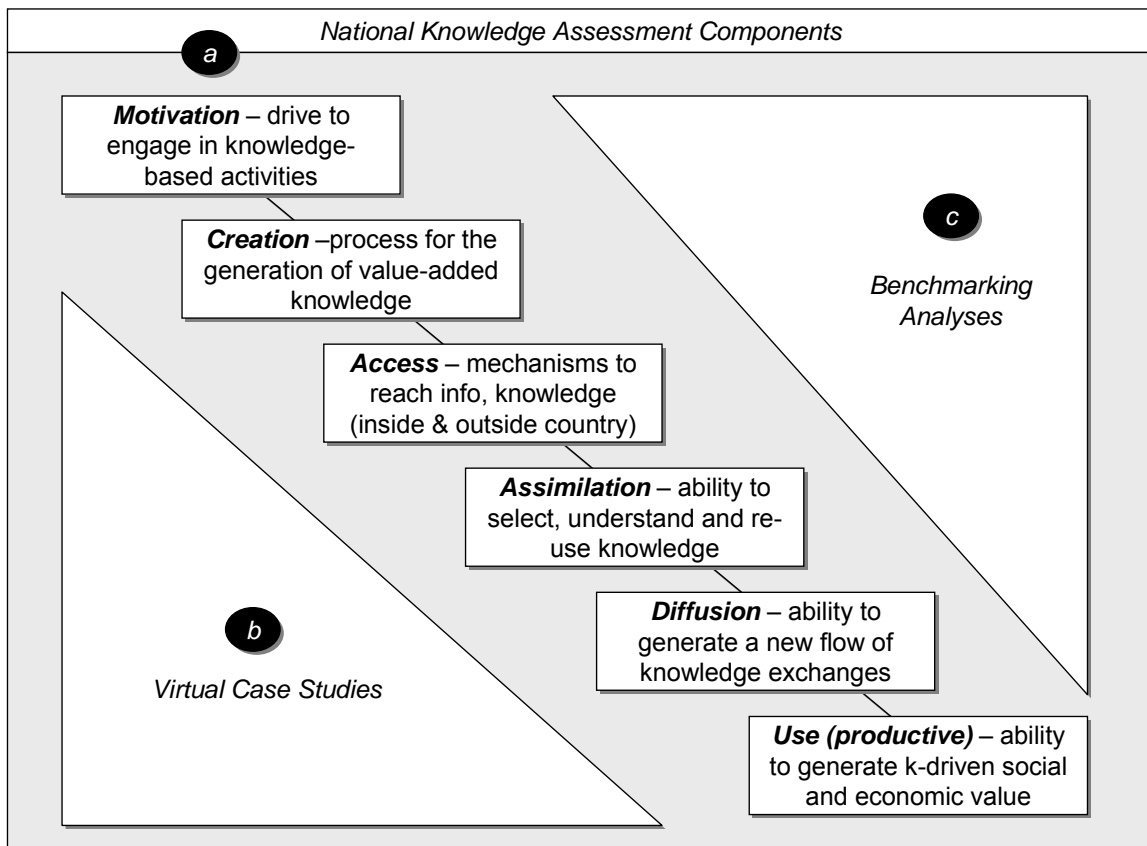 National Knowledge Assessment Components
a
Motivation – drive to
engage in knowledge-
based activities
c
Creation –process for the
generation of value-added
knowledge
Benchmarking
Analyses
Access – mechanisms to
reach info, knowledge
(inside & outside country)
Assimilation – ability to
select, understand and re-
use knowledge
b
Virtual Case Studies
Diffusion – ability to
generate a new flow of
knowledge exchanges
Use (productive) – ability
to generate k-driven social
and economic value